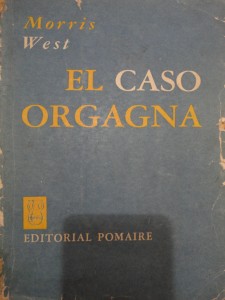 Morris
West
EL CASO
ORGAGNA
EDITORIAL POMAIRE